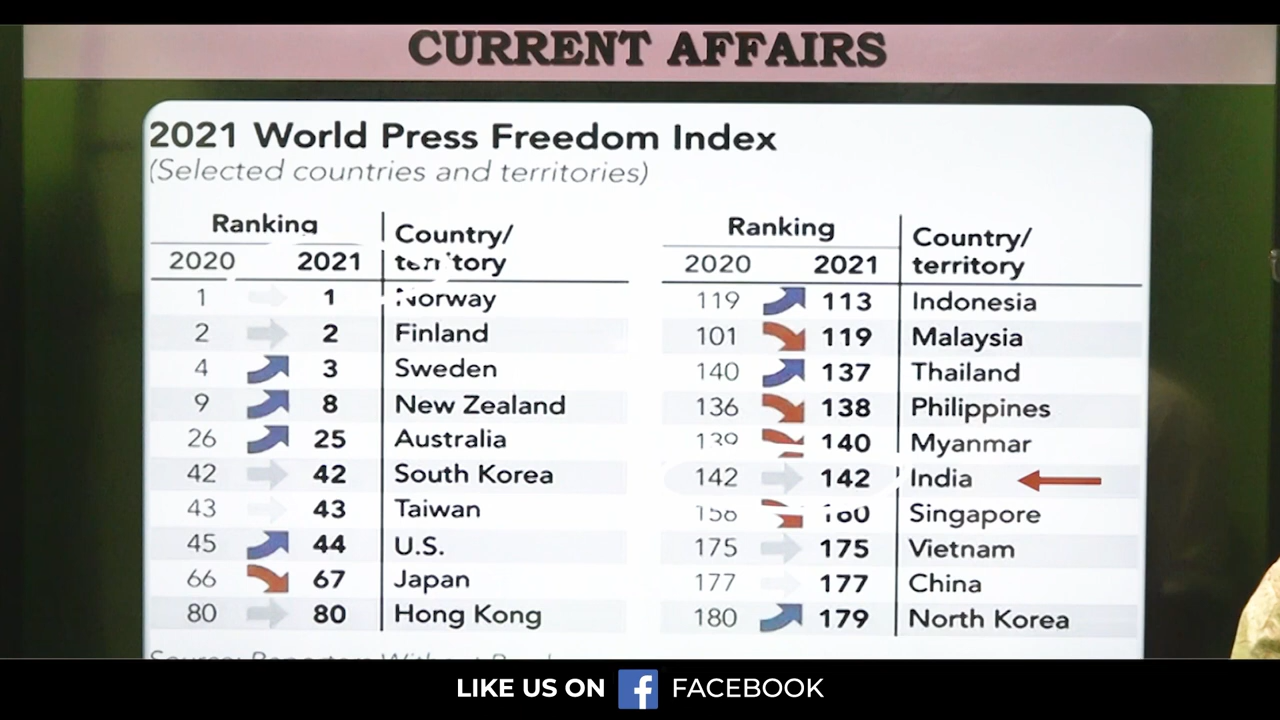 CURRENT AFFAIRS
2021 World Press Freedom Index
(Selected countries and territories)
Ranking Country/
2020 2021 territory
1 1 Norway
2 2 Finland
4 3 Sweden
9 8 New Zealand
26 25 Australia
42 42 South Korea
43 43 Taiwan
45 44 U.S.
66 67 Japan
80 80 Hong Kong
Ranking Country/
2020 2021 territory
119 113 Indonesia
101 119 Malaysia
140 137 Thailand
136 138 Philippines
139 140 Myanmar
142 142 India
158 160 Singapore
175 175 Vietnam
177 177 China
180 179 North Korea
LIKE US ON f FACEBOOK